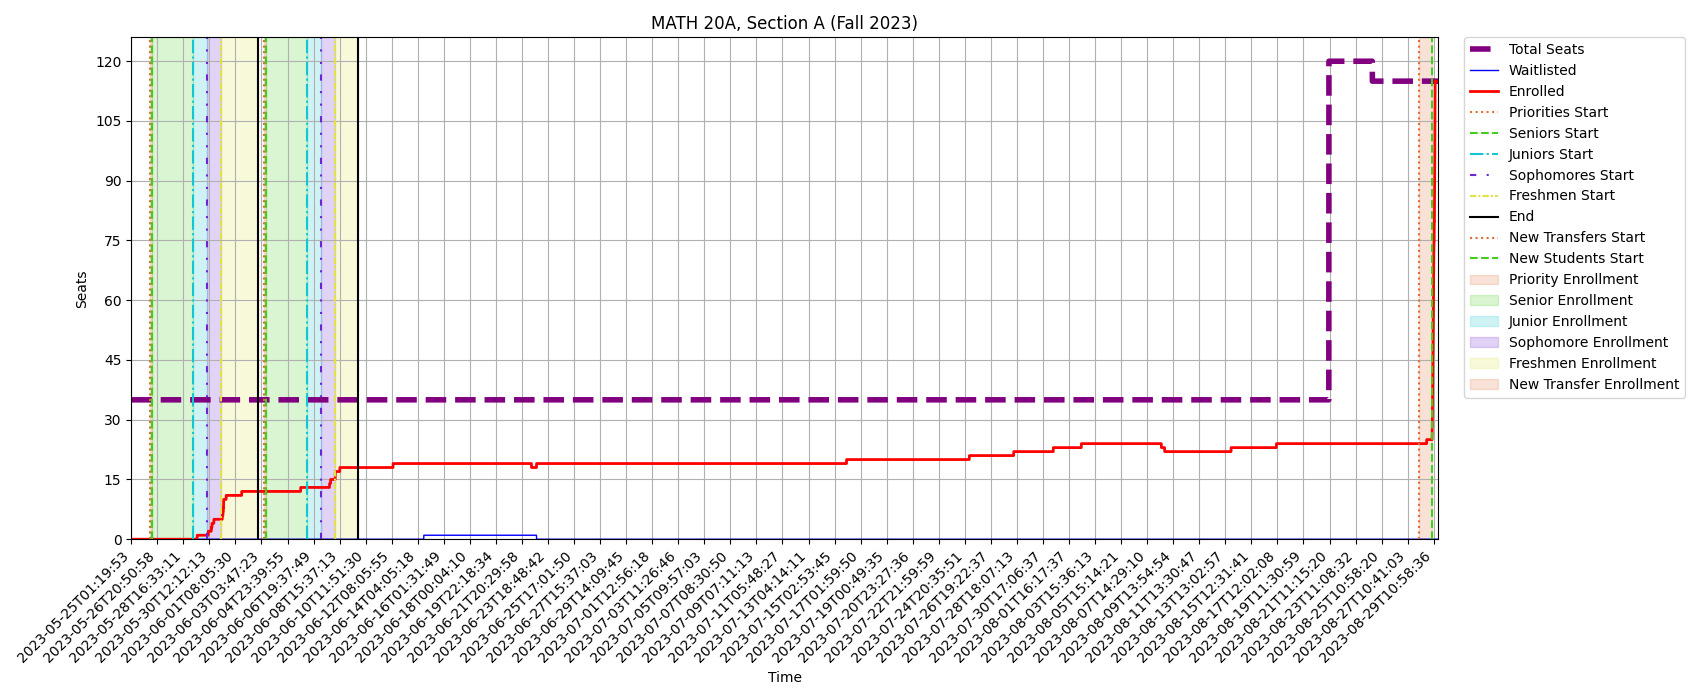 MATH 20A, Section A (Fall 2023)
Seats
120
105
90
75
60
45
30
15
0
2023-05-25T01:19:53
2023-05-26T20:50:58
2023-05-28T16:33:11
2023-05-30T12:12:13
2023-06-01T08:05:30
2023-06-03T03:47:23
2023-06-04T23:39:55
2023-06-06T19:37:49
2023-06-08T15:37:13
2023-06-10T11:51:30
2023-06-12T08:05:55
2023-06-14T04:05:18
2023-06-16T01:31:49
2023-06-18T00:04:10
2023-06-19T22:18:34
2023-06-21T20:29:58
2023-06-23T18:48:42
2023-06-25T17:01:50
2023-06-27T15:37:03
2023-06-29T14:09:45
2023-07-01T12:56:18
2023-07-03T11:26:46
2023-07-05T09:57:03
2023-07-07T08:30:50
2023-07-09T07:11:13
2023-07-11T05:48:27
2023-07-13T04:14:11
2023-07-15T02:53:45
2023-07-17T01:59:50
2023-07-19T00:49:35
2023-07-20T23:27:36
2023-07-22T21:59:59
2023-07-24T20:35:51
2023-07-26T19:22:37
2023-07-28T18:07:13
2023-07-30T17:06:37
2023-08-01T16:17:37
2023-08-03T15:36:13
2023-08-05T15:14:21
2023-08-07T14:29:10
2023-08-09T13:54:54
2023-08-11T13:30:47
2023-08-13T13:02:57
2023-08-15T12:31:41
2023-08-17T12:02:08
2023-08-19T11:30:59
2023-08-21T11:15:20
2023-08-23T11:08:32
2023-08-25T10:58:20
2023-08-27T10:41:03
2023-08-29T10:58:36
Time
Total Seats
Waitlisted
Enrolled
Priorities Start
Seniors Start
Juniors Start
Sophomores Start
Freshmen Start
End
New Transfers Start
New Students Start
Priority Enrollment
Senior Enrollment
Junior Enrollment
Sophomore Enrollment
Freshmen Enrollment
New Transfer Enrollment